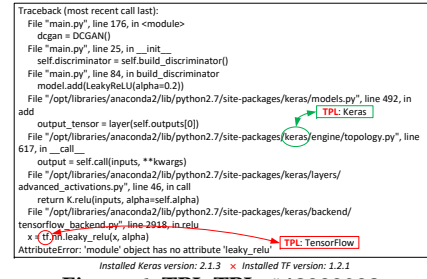 Traceback (most recent call last):
File "main.py", line 176, in <module>
dcgan = DCGAN()
File "main.py", line 25, in __init__
self.discriminator = self.build_discriminator()
File "main.py", line 84, in build_discriminator
model.add(LeakyReLU(alpha=0.2))
File "/opt/libraries/anaconda2/lib/python2.7/site-packages/keras/models.py", line 492, in
add
TPL: Keras
output_tensor = layer(self.outputs[0])
File "/opt/libraries/anaconda2/lib/python2.7/site-packages/keras/engine/topology.py", line
617, in __call__
output = self.call(inputs, **kwargs)
File "/opt/libraries/anaconda2/lib/python2.7/site-packages/keras/layers/
advanced_activations.py", line 46, in call
return K.relu(inputs, alpha=self.alpha)
File "/opt/libraries/anaconda2/lib/python2.7/site-packages/keras/backend/
tensorflow_backend.py", line 2918, in relu
x = tf.nn.leaky_relu(x, alpha)
TPL: TensorFlow
AttributeError: 'module' object has no attribute 'leaky_relu'
Installed Keras version: 2.1.3 × Installed TF version: 1.2.1